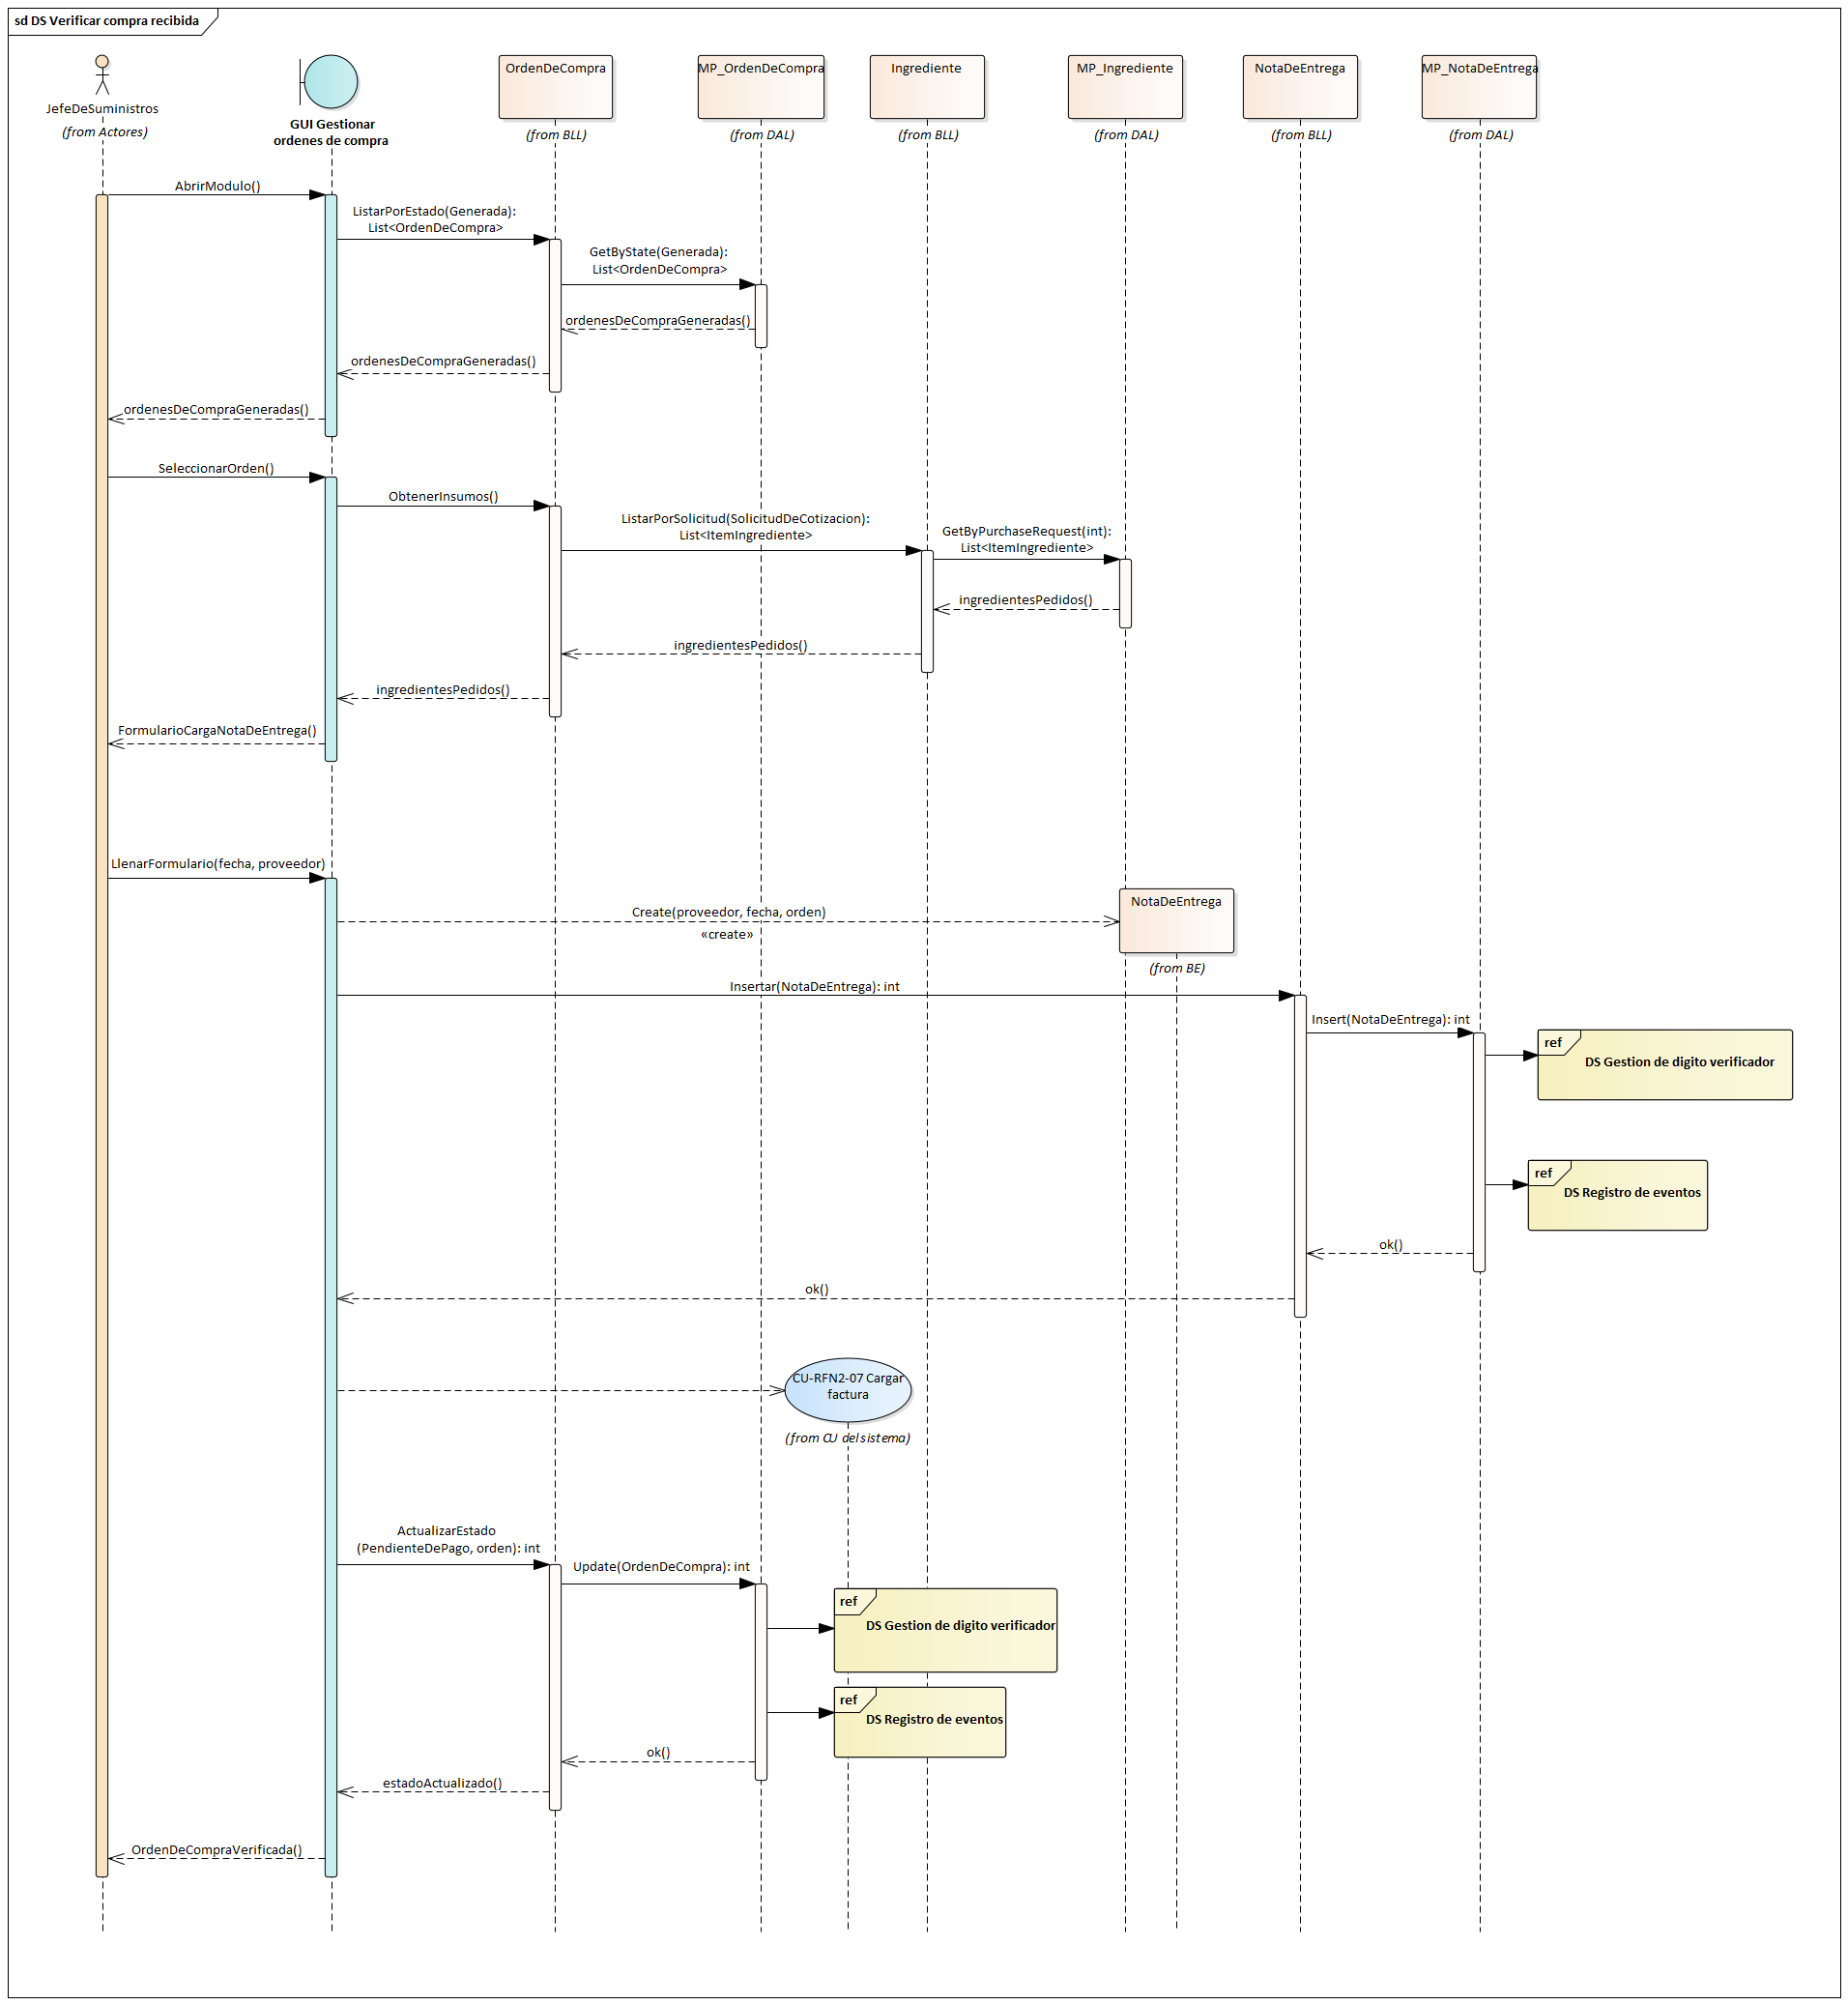 sd DS Verificar compra recibida
JefeDeSuministros
(from Actores)
GUI Gestionar
ordenes de compra
OrdenDeCompra
(from BLL)
MP_OrdenDeCompra
(from DAL)
Ingrediente
(from BLL)
MP_Ingrediente
(from DAL)
NotaDeEntrega
(from BLL)
MP_NotaDeEntrega
(from DAL)
AbrirModulo()
ListarPorEstado(Generada):
List<OrdenDeCompra>
GetByState(Generada):
List<OrdenDeCompra>
ordenesDeCompraGeneradas()
ordenesDeCompraGeneradas()
ordenesDeCompraGeneradas()
SeleccionarOrden()
ObtenerInsumos()
ListarPorSolicitud(SolicitudDeCotizacion):
List<ItemIngrediente>
GetByPurchaseRequest(int):
List<ItemIngrediente>
ingredientesPedidos()
ingredientesPedidos()
ingredientesPedidos()
FormularioCargaNotaDeEntrega()
LlenarFormulario(fecha, proveedor)
Create(proveedor, fecha, orden)
«create»
NotaDeEntrega
(from BE)
Insertar(NotaDeEntrega): int
Insert(NotaDeEntrega): int
ref
DS Gestion de digito verificador
ref
DS Registro de eventos
ok()
ok()
CU-RFN2-07 Cargar
factura
(from CU del sistema)
ActualizarEstado
(PendienteDePago, orden): int
Update(OrdenDeCompra): int
ref
DS Gestion de digito verificador
ref
DS Registro de eventos
ok()
estadoActualizado()
OrdenDeCompraVerificada()